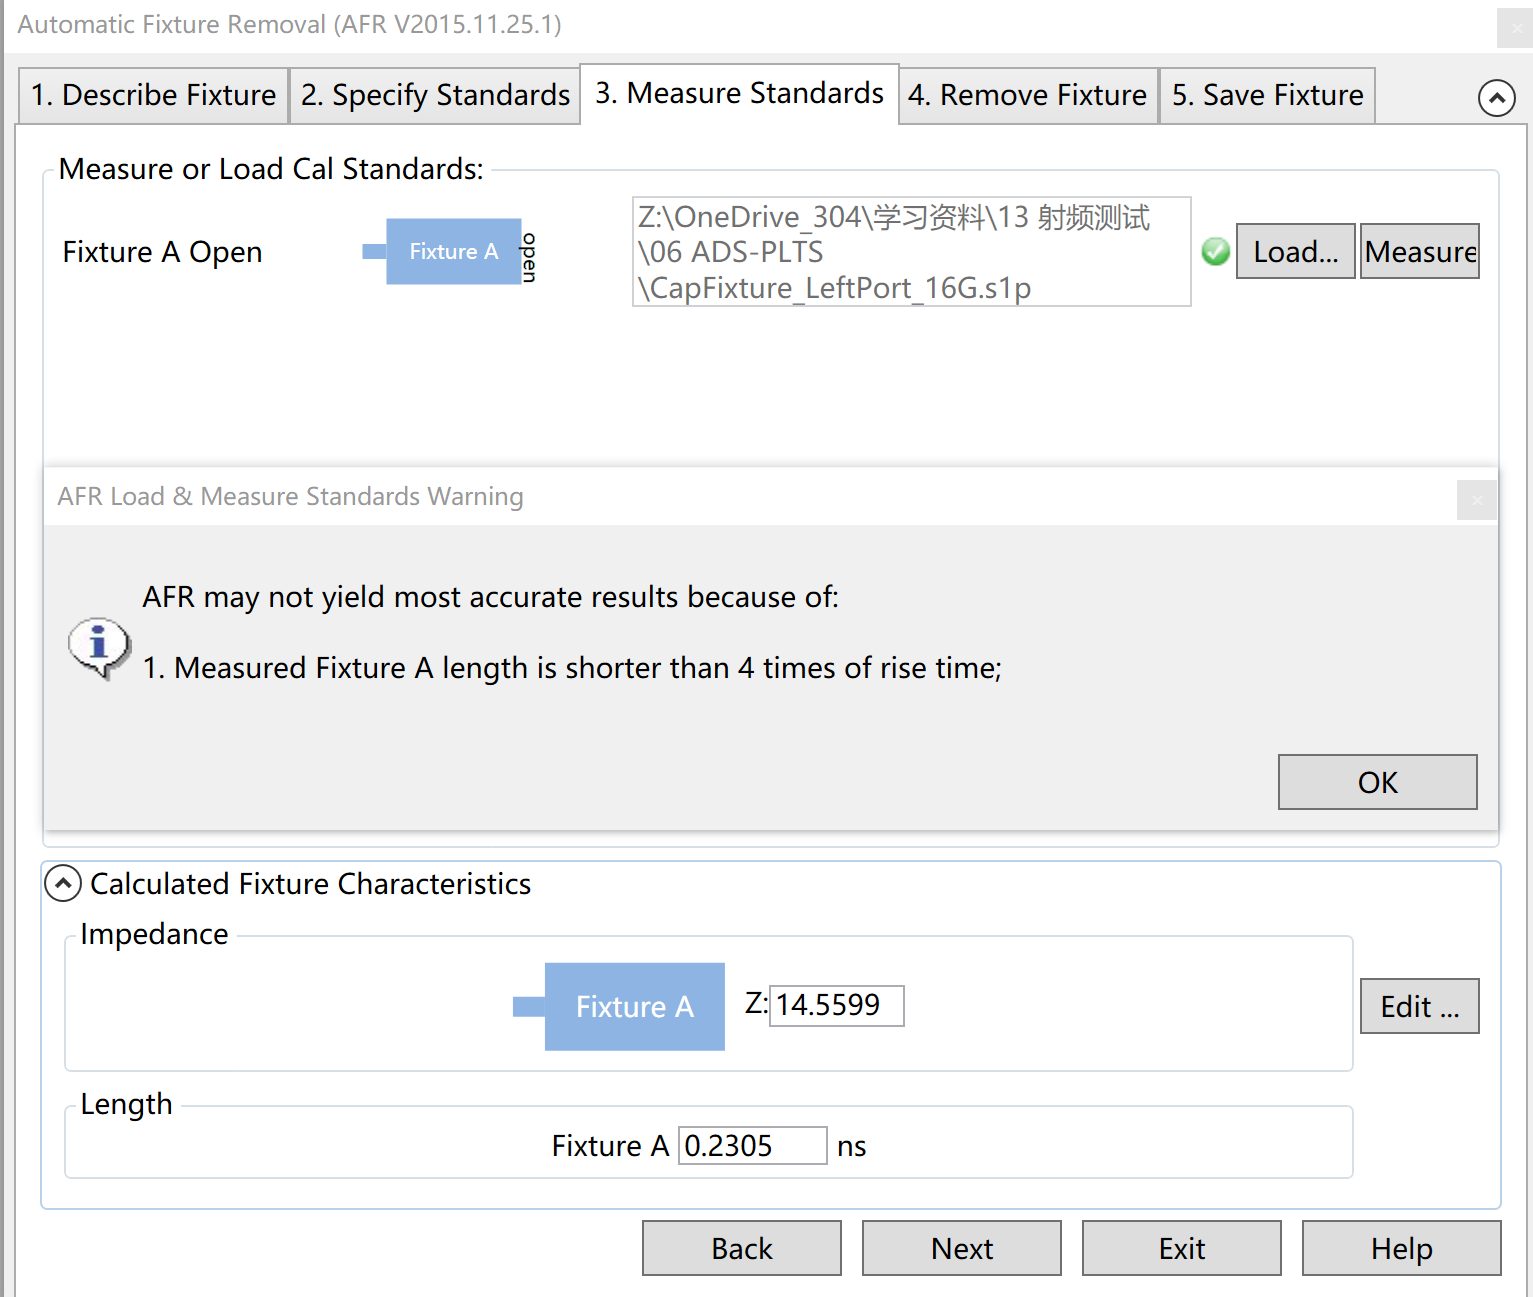 Automatic Fixture Removal (AFR V2015.11.25.1)
1. Describe Fixture 2. Specify Standards 3. Measure Standards 4. Remove Fixture 5. Save Fixture
Measure or Load Cal Standards:
Fixture A Open
Fixture A
open
Z:\OneDrive_304\学习资料\13 射频测试
\06 ADS-PLTS
\CapFixture_LeftPort_16G.s1p
Load...
Measure
AFR Load & Measure Standards Warning
AFR may not yield most accurate results because of:
1. Measured Fixture A length is shorter than 4 times of rise time;
OK
Calculated Fixture Characteristics
Impedance
Fixture A
Z: 14.5599
Edit ...
Length
Fixture A 0.2305 ns
Back Next Exit Help